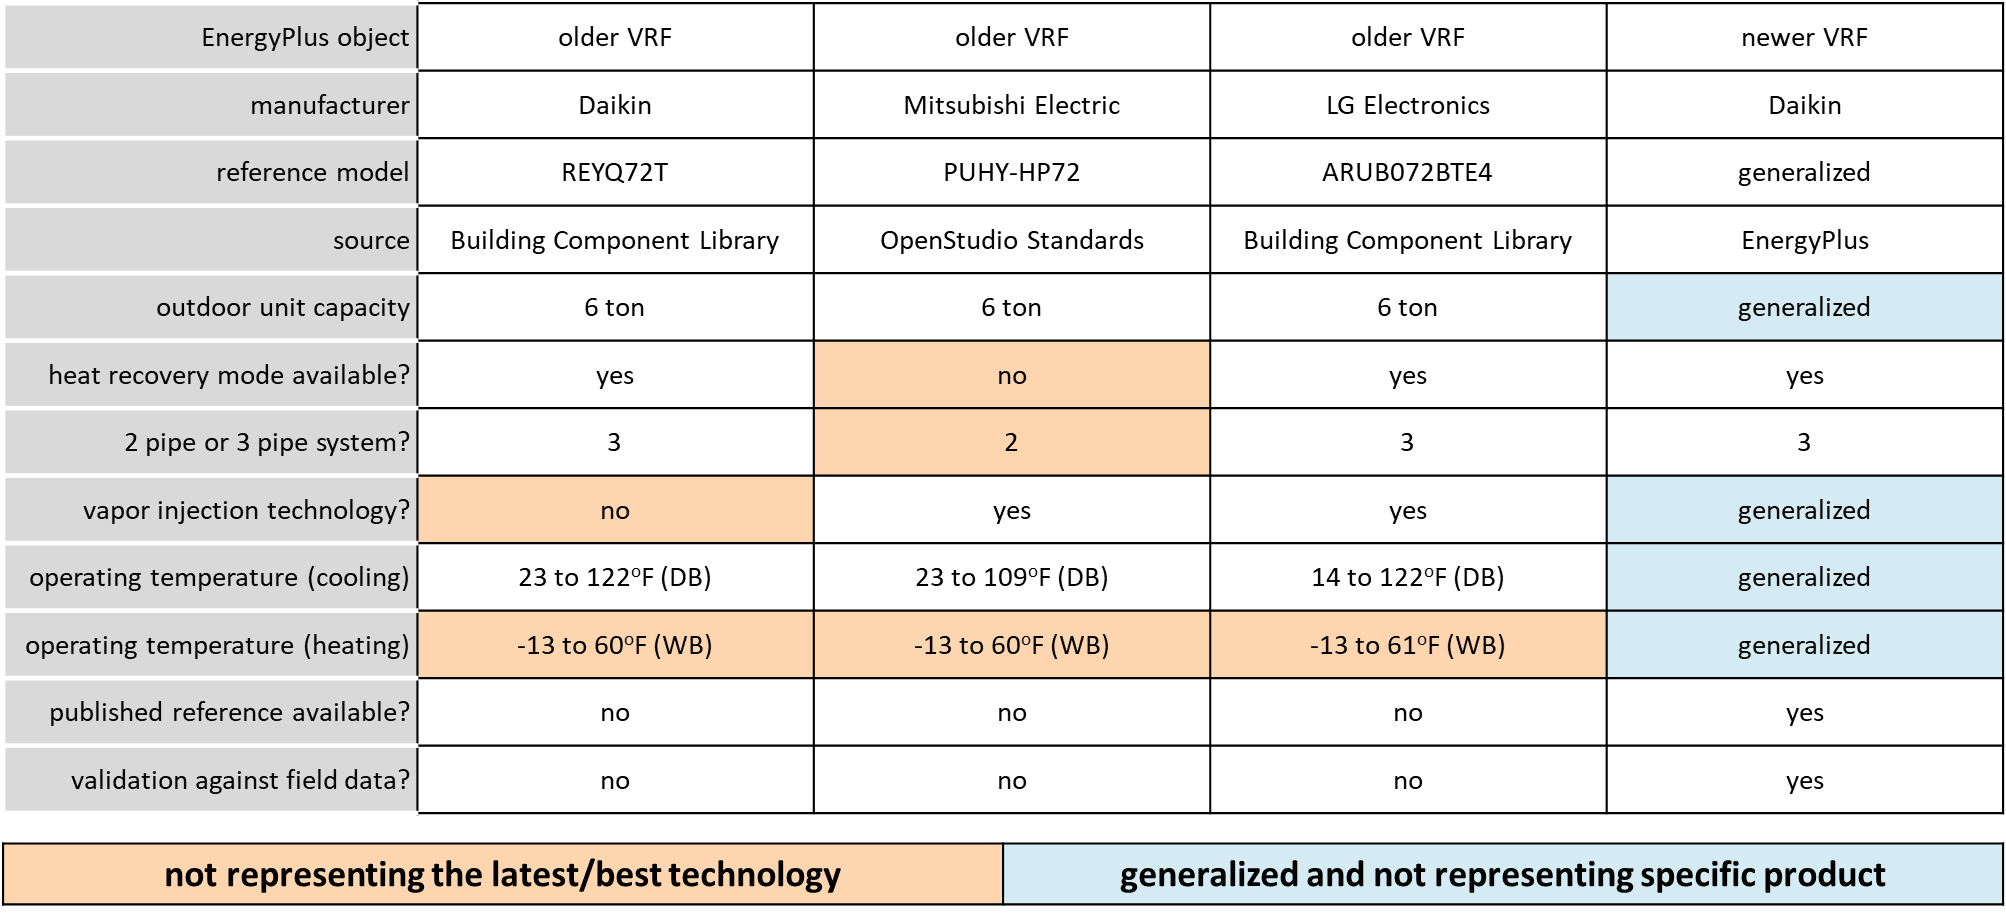 EnergyPlus object older VRF older VRF older VRF newer VRF
manufacturer Daikin Mitsubishi Electric LG Electronics Daikin
reference model REYQ72T PUHY-HP72 ARUB072BTE4 generalized
source Building Component Library OpenStudio Standards Building Component Library EnergyPlus
outdoor unit capacity 6 ton 6 ton 6 ton generalized
heat recovery mode available? yes no yes yes
2 pipe or 3 pipe system? 3 2 3 3
vapor injection technology? no yes yes generalized
operating temperature (cooling) 23 to 122°F (DB) 23 to 109°F (DB) 14 to 122°F (DB) generalized
operating temperature (heating) -13 to 60°F (WB) -13 to 60°F (WB) -13 to 61°F (WB) generalized
published reference available? no no no yes
validation against field data? no no no yes
not representing the latest/best technology generalized and not representing specific product